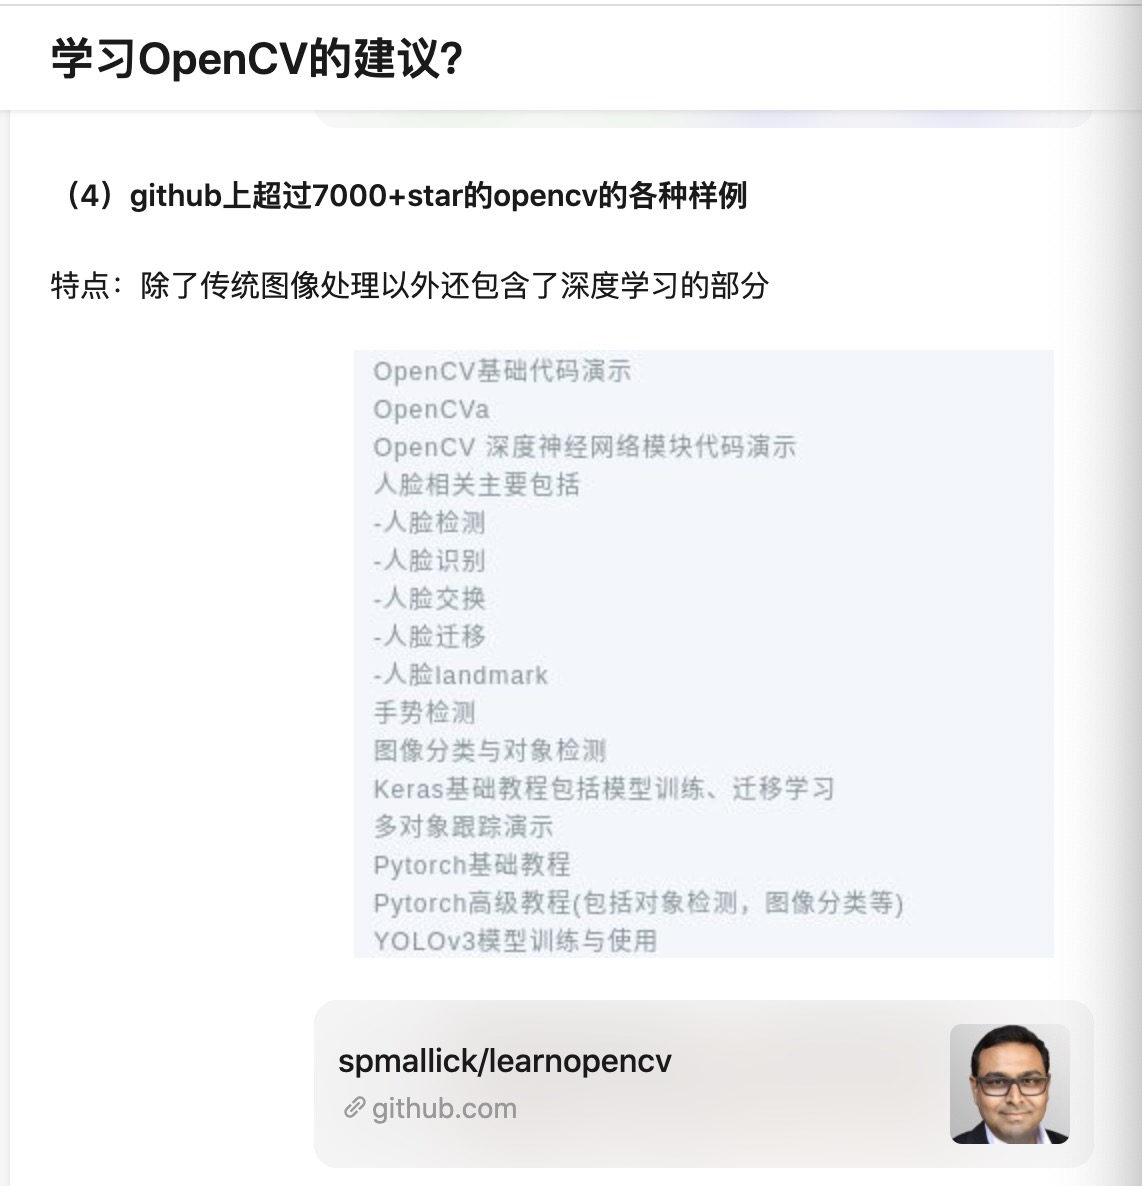 学习OpenCV的建议？
（4）github上超过7000+star的opencv的各种样例
特点：除了传统图像处理以外还包含了深度学习的部分
OpenCV基础代码演示
OpenCVa
OpenCV 深度神经网络模块代码演示
人脸相关主要包括
-人脸检测
-人脸识别
-人脸交换
-人脸迁移
-人脸landmark
手势检测
图像分类与对象检测
Keras基础教程包括模型训练、迁移学习
多对象跟踪演示
Pytorch基础教程
Pytorch高级教程(包括对象检测，图像分类等)
YOLOv3模型训练与使用
spmallick/learnopencv
github.com